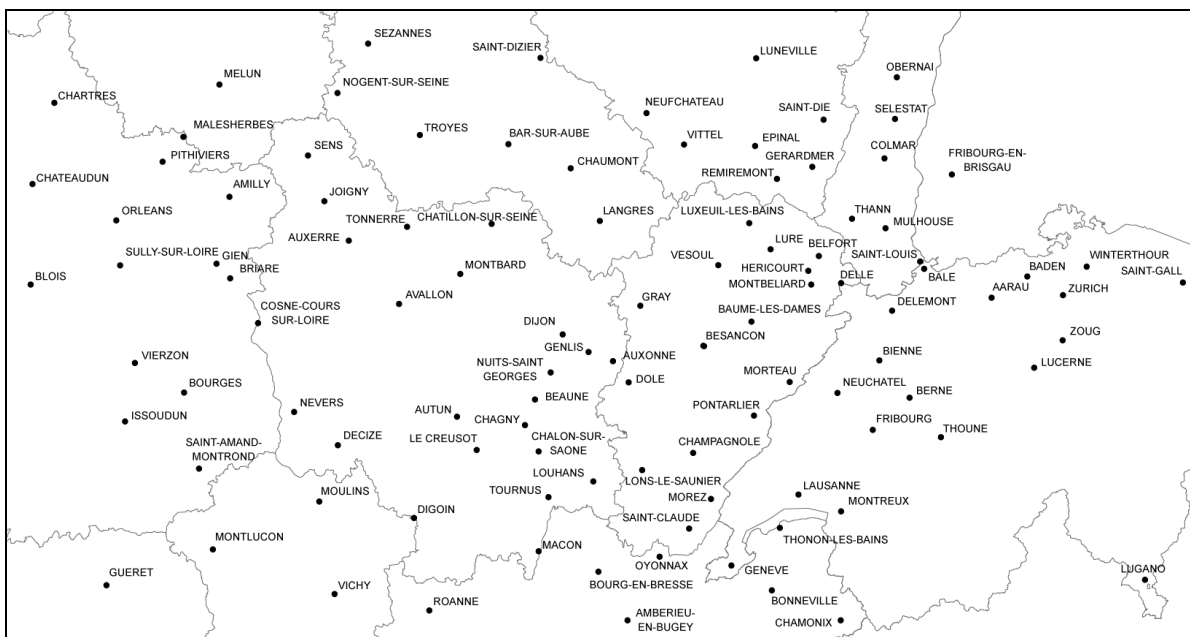 SEZANNES
SAINT-DIZIER
LUNEVILLE
OBERNAI
MELUN
NOGENT-SUR-SEINE
CHARTRES
NEUFCHATEAU
SAINT-DIE
SELESTAT
MALESHERBES
TROYES
BAR-SUR-AUBE
VITTEL
EPINAL
PITHIVIERS
SENS
CHAUMONT
GERARDMER
COLMAR
FRIBOURG-EN-
BRISGAU
CHATEAUDUN
AMILLY
JOIGNY
REMIREMONT
ORLEANS
TONNERRE
CHATILLON-SUR-SEINE
LANGRES
LUXEUIL-LES-BAINS
THANN
MULHOUSE
AUXERRE
SULLY-SUR-LOIRE
GIEN
VESOUL
LURE
BELFORT
SAINT-LOUIS
WINTERTHOUR
BLOIS
BRIARE
MONTBARD
HERICOURT
DELLE
BALE
BADEN
SAINT-GALL
MONTBELIARD
AARAU
ZURICH
COSNE-COURS
SUR-LOIRE
AVALLON
GRAY
BAUME-LES-DAMES
DELEMONT
DIJON
ZOUG
GENLIS
BESANCON
VIERZON
AUXONNE
BIENNE
LUCERNE
NUITS-SAINT
GEORGES
DOLE
MORTEAU
BOURGES
BEAUNE
NEUCHATEL
BERNE
NEVERS
AUTUN
CHAGNY
PONTARLIER
ISSOUDUN
FRIBOURG
THOUNE
SAINT-AMAND-
MONTROND
DECIZE
LE CREUSOT
CHALON-SUR-
SAONE
CHAMPAGNOLE
LOUHANS
LONS-LE-SAUNIER
MOULINS
TOURNUS
MOREZ
LAUSANNE
MONTREUX
DIGOIN
SAINT-CLAUDE
MONTLUCON
MACON
THONON-LES-BAINS
OYONNAX
GENEVE
GUERET
VICHY
BOURG-EN-BRESSE
LUGANO
ROANNE
BONNEVILLE
AMBERIEU-
EN-BUGEY
CHAMONIX